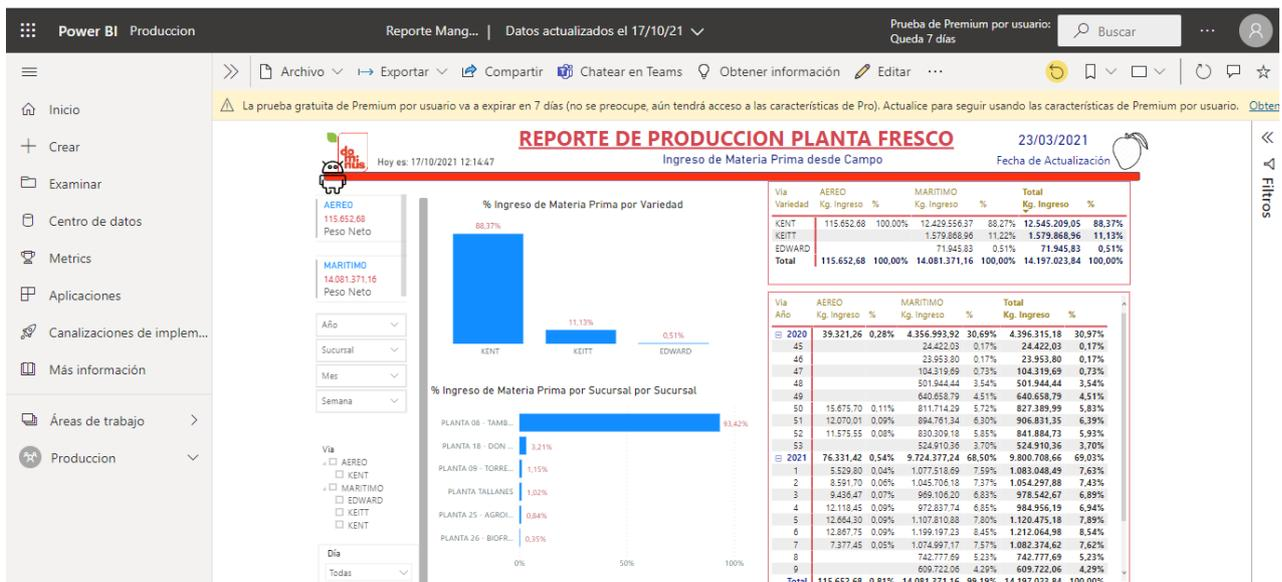 Power BI Produccion
Reporte Mang... | Datos actualizados el 17/10/21
Prueba de Premium por usuario:
Queda 7 días
Buscar
Archivo Exportar Compartir Chatear en Teams Obtener información Editar
Inicio
Crear
Examinar
Centro de datos
Metrics
Aplicaciones
Canalizaciones de implem...
Más información
Áreas de trabajo
Produccion
La prueba gratuita de Premium por usuario va a expirar en 7 días (no se preocupe, aún tendrá acceso a las características de Pro). Actualice para seguir usando las características de Premium por usuario. Obten
dominus
Hoy es: 17/10/2021 12:14:47
REPORTE DE PRODUCCION PLANTA FRESCO
Ingreso de Materia Prima desde Campo
23/03/2021
Fecha de Actualización
Filtros
AEREO
115.652,68
Peso Neto
MARITIMO
14.081.371,16
Peso Neto
Año
Sucursal
Mes
Semana
Via
AEREO
KENT
MARITIMO
EDWARD
KEITT
KENT
Día
Todas
% Ingreso de Materia Prima por Variedad
88,37%
11,13%
0,51%
KENT KEITT EDWARD
% Ingreso de Materia Prima por Sucursal por Sucursal
PLANTA 08 - TAMB... 93,42%
PLANTA 18 - DON ... 3,21%
PLANTA 09 - TORRE... 1,15%
PLANTA TALLANES 1,02%
PLANTA 25 - AGROI... 0,84%
PLANTA 26 - BIOFR... 0,35%
0% 50% 100%
Via AEREO MARITIMO Total
Variedad Kg. Ingreso % Kg. Ingreso % Kg. Ingreso %
KENT 115.652,68 100,00% 12.429.556,37 88,27% 12.545.209,05 88,37%
KEITT 1.579.868,96 11,22% 1.579.868,96 11,13%
EDWARD 71.945,83 0,51% 71.945,83 0,51%
Total 115.652,68 100,00% 14.081.371,16 100,00% 14.197.023,84 100,00%
Via AEREO MARITIMO Total
Año Kg. Ingreso % Kg. Ingreso % Kg. Ingreso %
2020 39.321,26 0,28% 4.356.993,92 30,69% 4.396.315,18 30,97%
45 24.422,03 0,17% 24.422,03 0,17%
46 23.953,80 0,17% 23.953,80 0,17%
47 104.319,69 0,73% 104.319,69 0,73%
48 501.944,44 3,54% 501.944,44 3,54%
49 640.658,79 4,51% 640.658,79 4,51%
50 15.675,70 0,11% 811.714,29 5,72% 827.389,99 5,83%
51 12.070,01 0,09% 894.761,34 6,30% 906.831,35 6,39%
52 11.575,55 0,08% 830.309,18 5,85% 841.884,73 5,93%
53 524.910,36 3,70% 524.910,36 3,70%
2021 76.331,42 0,54% 9.724.377,24 68,50% 9.800.708,66 69,03%
1 5.529,80 0,04% 1.077.518,69 7,59% 1.083.048,49 7,63%
2 8.591,70 0,06% 1.045.706,18 7,37% 1.054.297,88 7,43%
3 9.436,47 0,07% 969.106,20 6,83% 978.542,67 6,89%
4 12.118,45 0,09% 972.837,74 6,85% 984.956,19 6,94%
5 12.664,30 0,09% 1.107.810,88 7,80% 1.120.475,18 7,89%
6 12.867,75 0,09% 1.199.197,23 8,45% 1.212.064,98 8,54%
7 7.377,45 0,05% 1.074.997,17 7,57% 1.082.374,62 7,62%
8 742.777,69 5,23% 742.777,69 5,23%
9 609.722,06 4,29% 609.722,06 4,29%
Total 115.652,68 0,81% 14.081.371,16 99,19% 14.197.023,84 100,00%